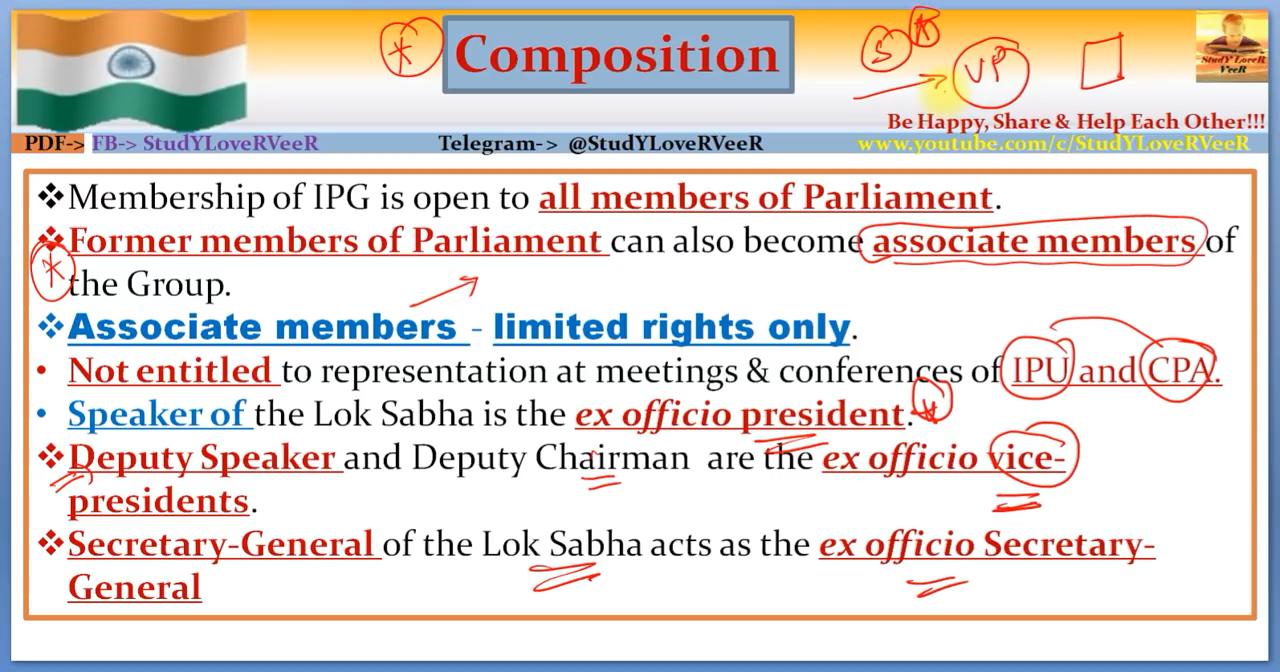 Composition
S
VP
StudY LoveR
VeeR
Be Happy, Share & Help Each Other!!!
PDF-> FB-> StudYLoveRVeeR
Telegram-> @StudYLoveRVeeR
www.youtube.com/c/StudYLoveRVeeR
❖Membership of IPG is open to all members of Parliament.
❖Former members of Parliament can also become associate members of
the Group.
❖Associate members - limited rights only.
• Not entitled to representation at meetings & conferences of IPU and CPA.
• Speaker of the Lok Sabha is the ex officio president.
❖Deputy Speaker and Deputy Chairman are the ex officio vice-
presidents.
❖Secretary-General of the Lok Sabha acts as the ex officio Secretary-
General